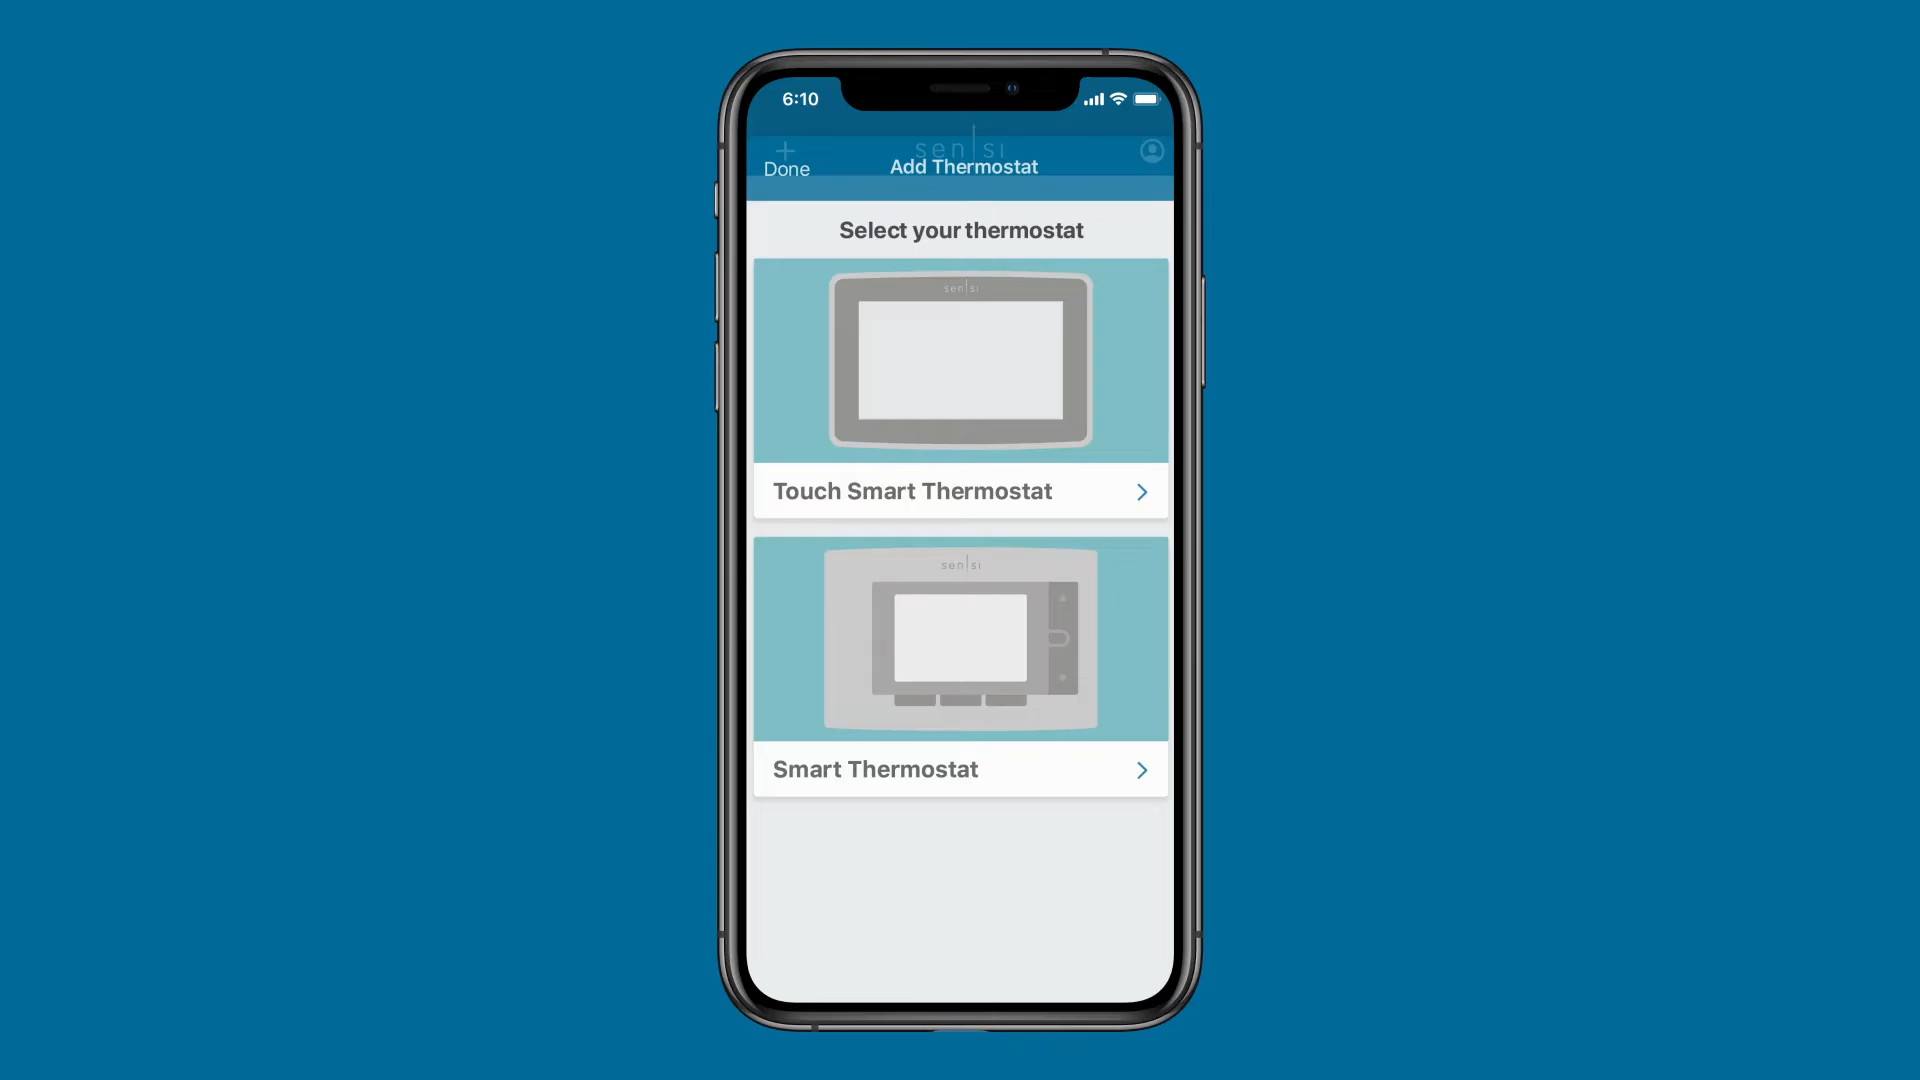 6:10
sen|si
Done
Add Thermostat
Select your thermostat
sen|si
Touch Smart Thermostat
sen|si
Smart Thermostat